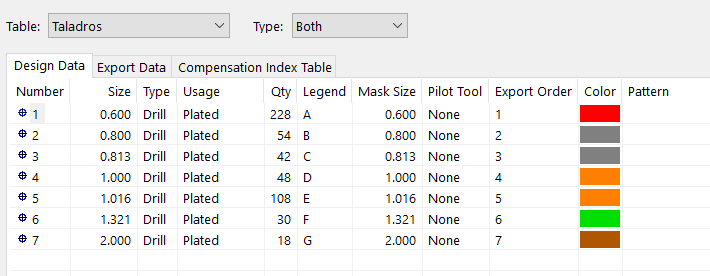 Table: Taladros Type: Both
Design Data Export Data Compensation Index Table
Number Size Type Usage Qty Legend Mask Size Pilot Tool Export Order Color Pattern
1 0.600 Drill Plated 228 A 0.600 None 1
2 0.800 Drill Plated 54 B 0.800 None 2
3 0.813 Drill Plated 42 C 0.813 None 3
4 1.000 Drill Plated 48 D 1.000 None 4
5 1.016 Drill Plated 108 E 1.016 None 5
6 1.321 Drill Plated 30 F 1.321 None 6
7 2.000 Drill Plated 18 G 2.000 None 7